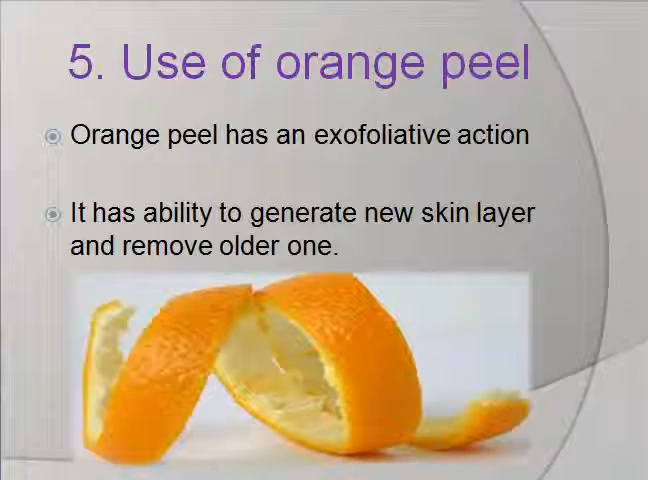 5. Use of orange peel
Orange peel has an exofoliative action
It has ability to generate new skin layer
and remove older one.